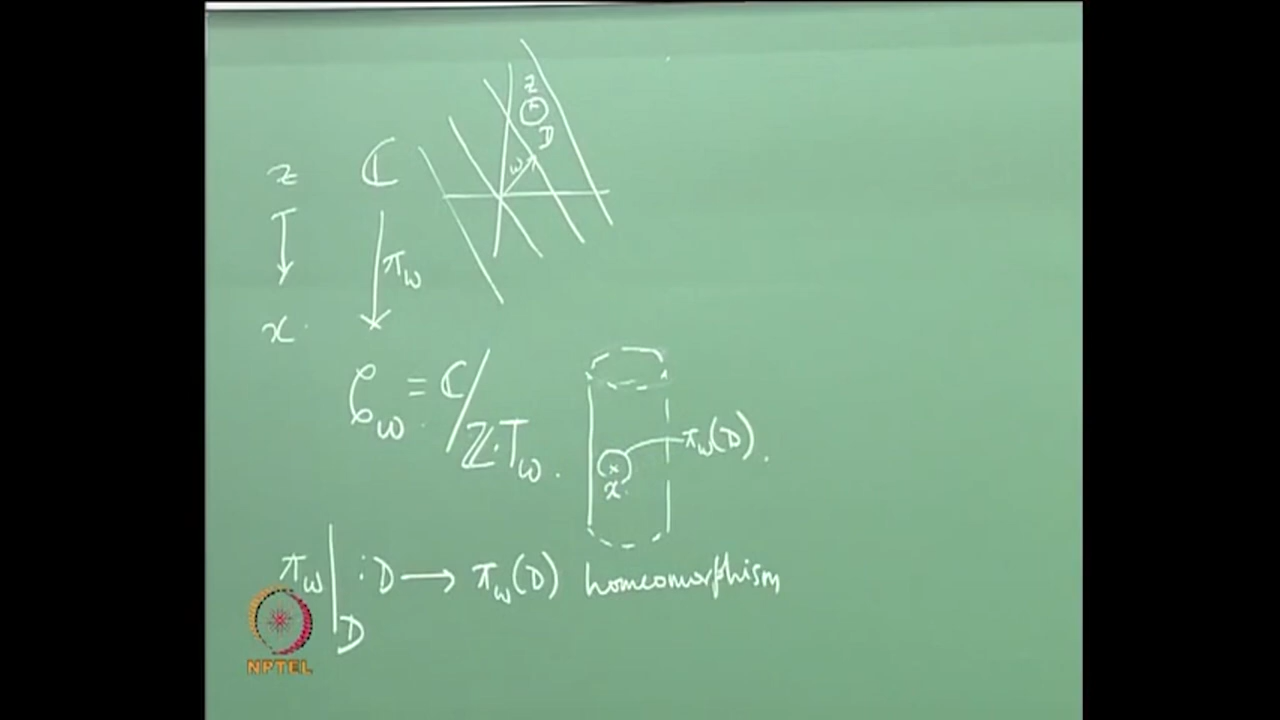 z
D
ω
z ℂ
π_ω
x
𝒞_ω = ℂ/ℤ·T_ω.
π_ω(D).
x
π_ω|_D : D ⟶ π_ω(D) homeomorphism
NPTEL